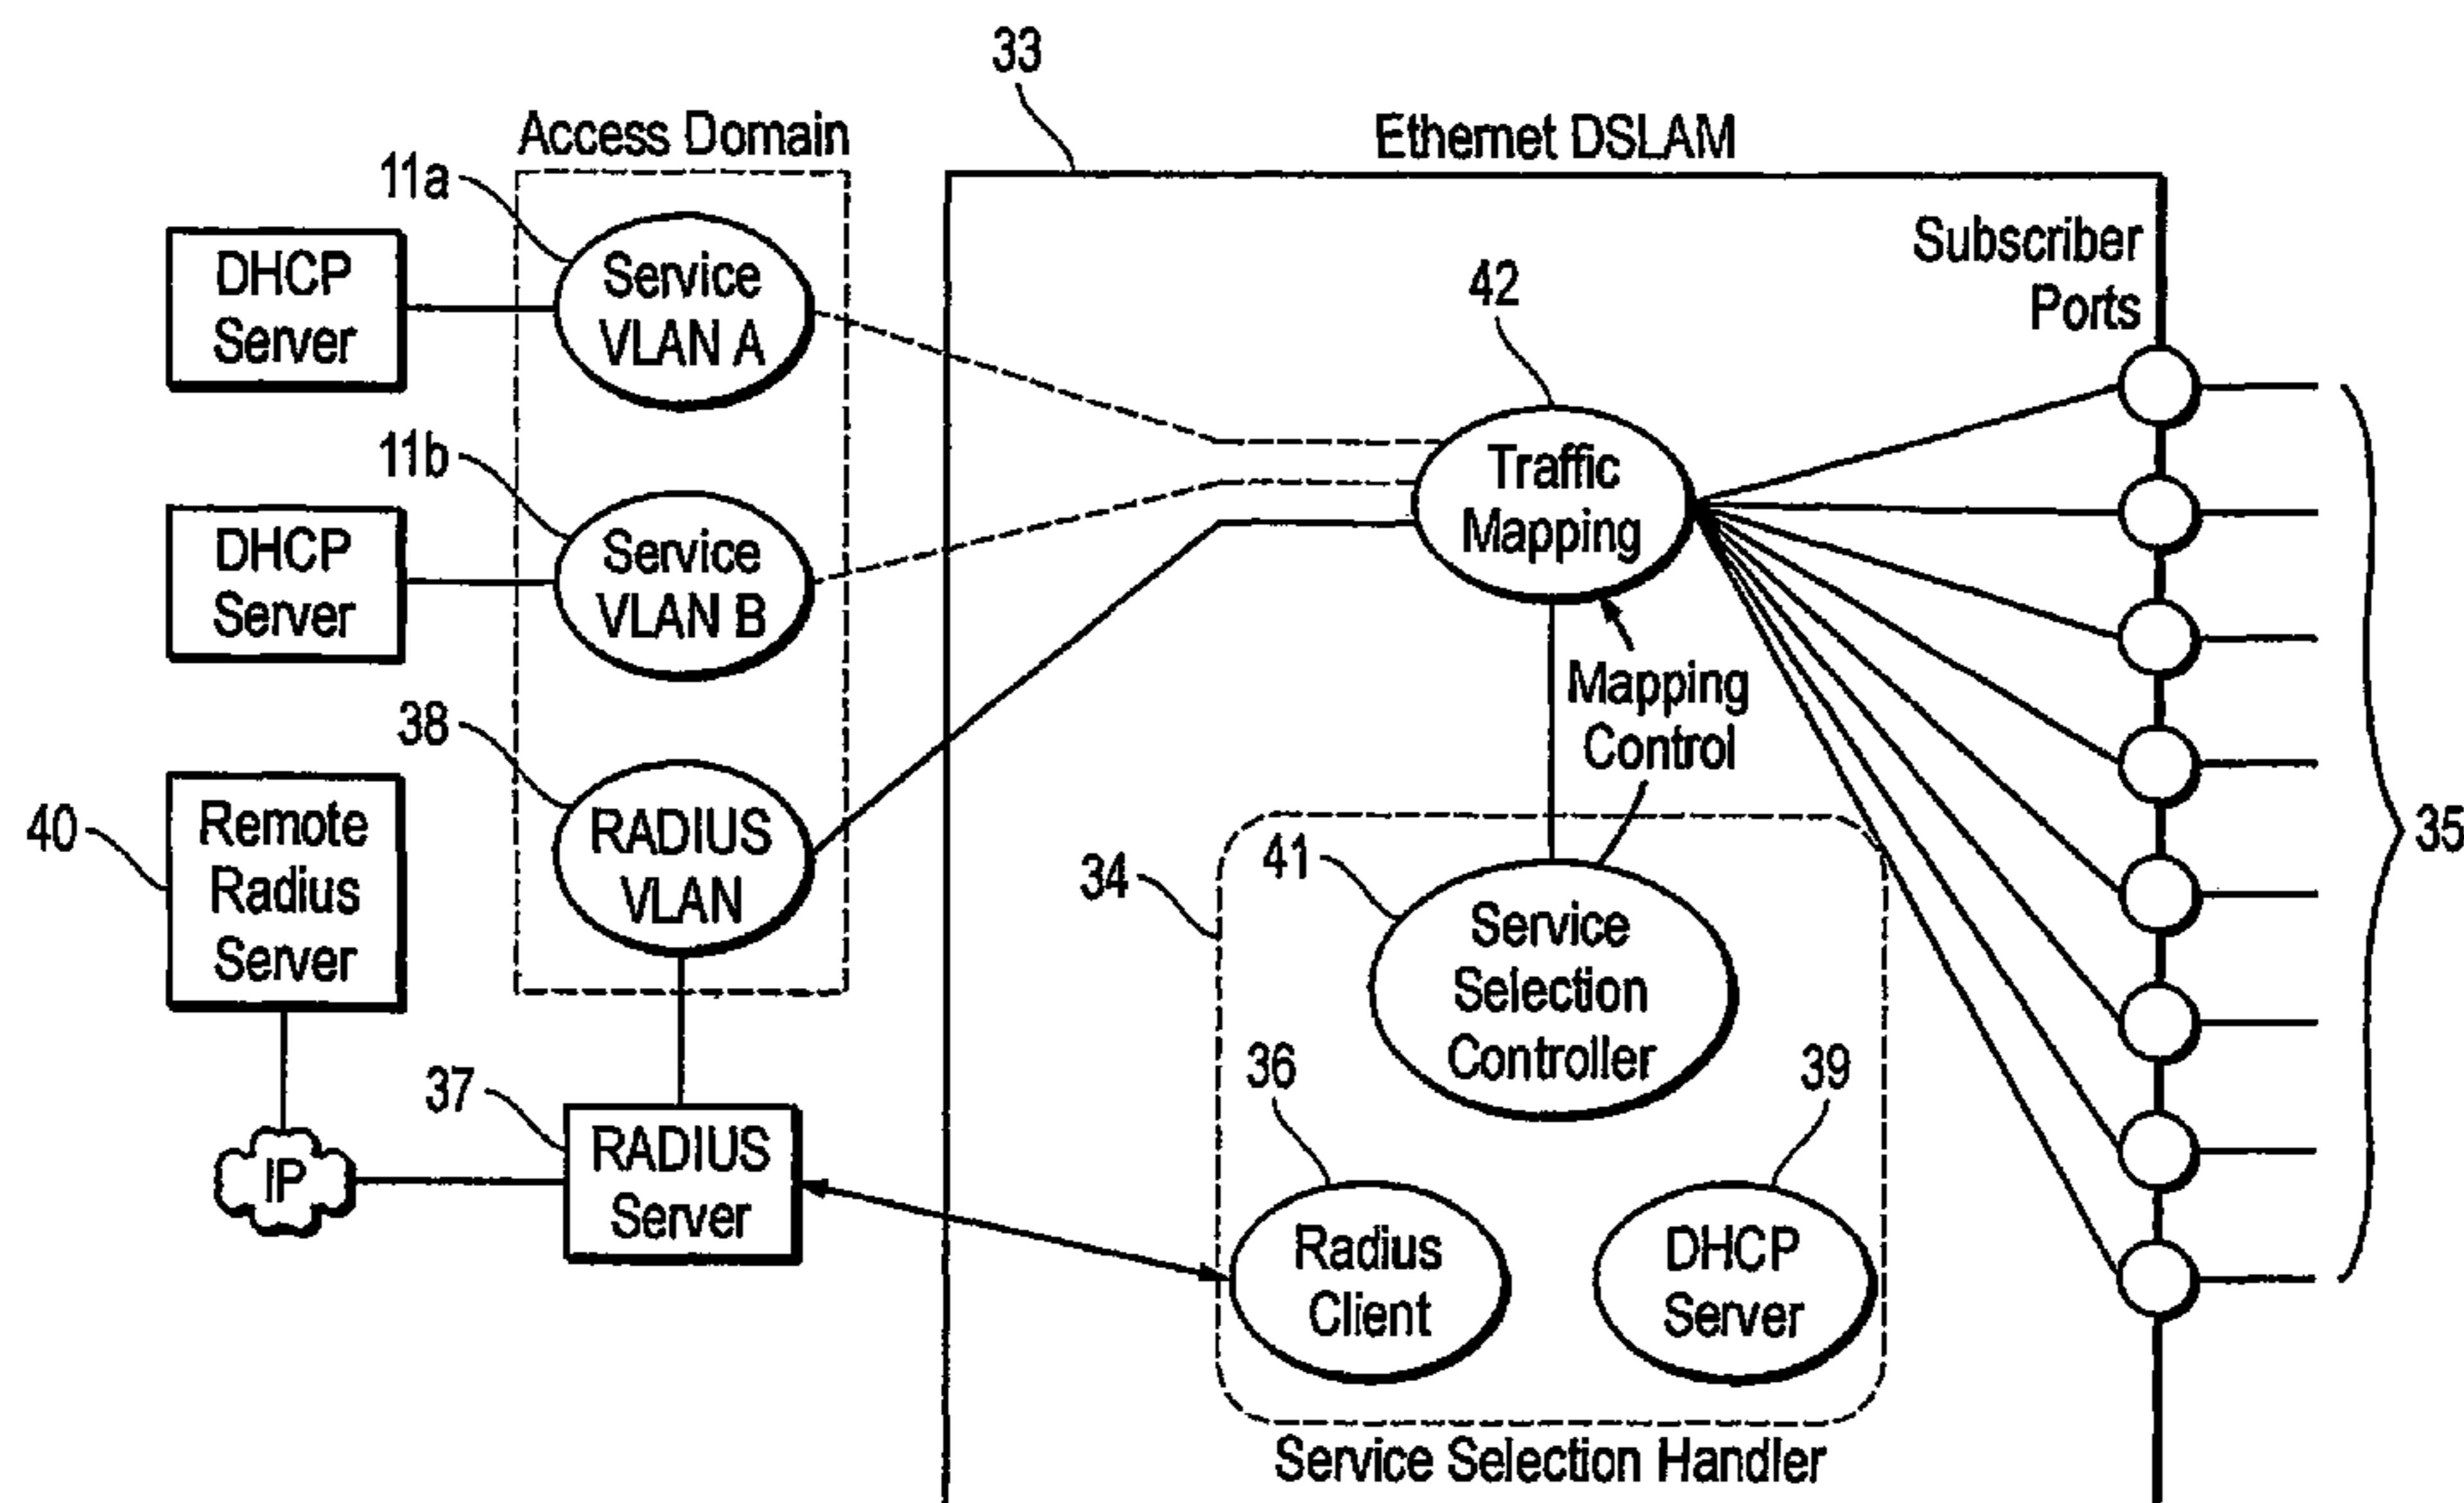 33
Access Domain
Ethernet DSLAM
11a
DHCP
Server
Service
VLAN A
Subscriber
Ports
42
11b
DHCP
Server
Service
VLAN B
Traffic
Mapping
Mapping
Control
38
40
Remote
Radius
Server
RADIUS
VLAN
35
34
41
Service
Selection
Controller
37
36
39
IP
RADIUS
Server
Radius
Client
DHCP
Server
Service Selection Handler